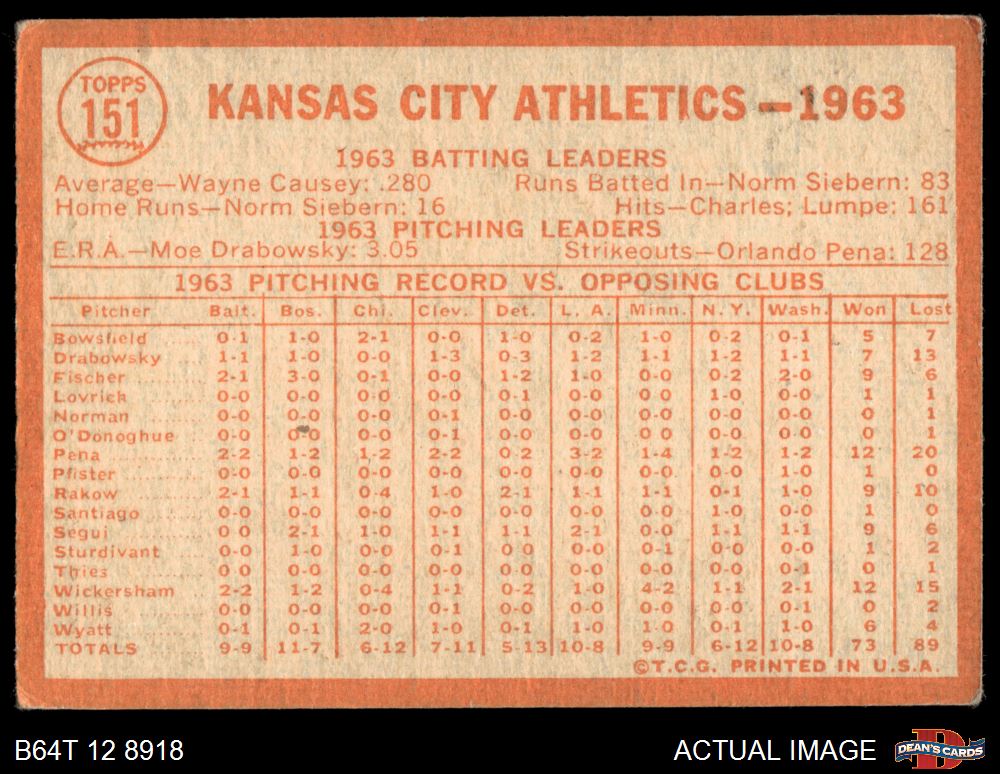 TOPPS
151
KANSAS CITY ATHLETICS—1963
1963 BATTING LEADERS
Average—Wayne Causey: .280 Runs Batted In—Norm Siebern: 83
Home Runs—Norm Siebern: 16 Hits—Charles; Lumpe: 161
1963 PITCHING LEADERS
E.R.A.—Moe Drabowsky: 3.05 Strikeouts—Orlando Pena: 128
1963 PITCHING RECORD VS. OPPOSING CLUBS
Pitcher Balt. Bos. Chi. Clev. Det. L. A. Minn. N.Y. Wash. Won Lost
Bowsfield 0-1 1-0 2-1 0-0 1-0 0-2 1-0 0-2 0-1 5 7
Drabowsky 1-1 1-0 0-0 1-3 0-3 1-2 1-1 1-2 1-1 7 13
Fischer 2-1 3-0 0-1 0-0 1-2 1-0 0-0 0-2 2-0 9 6
Lovrich 0-0 0-0 0-0 0-0 0-1 0-0 0-0 1-0 0-0 1 1
Norman 0-0 0-0 0-0 0-1 0-0 0-0 0-0 0-0 0-0 0 1
O'Donoghue 0-0 0-0 0-0 0-1 0-0 0-0 0-0 0-0 0-0 0 1
Pena 2-2 1-2 1-2 2-2 0-2 3-2 1-4 1-2 1-2 12 20
Pfister 0-0 0-0 0-0 0-0 0-0 0-0 0-0 0-0 1-0 1 0
Rakow 2-1 1-1 0-4 1-0 2-1 1-1 1-1 0-1 1-0 9 10
Santiago 0-0 0-0 0-0 0-0 0-0 0-0 0-0 1-0 0-0 1 0
Segui 0-0 2-1 1-0 1-1 1-1 2-1 0-0 1-1 1-1 9 6
Sturdivant 0-0 1-0 0-0 0-1 0-0 0-0 0-1 0-0 0-0 1 2
Thies 0-0 0-0 0-0 0-0 0-0 0-0 0-0 0-0 0-1 0 1
Wickersham 2-2 1-2 0-4 1-1 0-2 1-0 4-2 1-1 2-1 12 15
Willis 0-0 0-0 0-0 0-1 0-0 0-0 0-0 0-0 0-1 0 2
Wyatt 0-1 0-1 2-0 1-0 0-1 1-0 1-0 0-1 1-0 6 4
TOTALS 9-9 11-7 6-12 7-11 5-13 10-8 9-9 6-12 10-8 73 89
©T.C.G. PRINTED IN U.S.A.
B64T 12 8918 ACTUAL IMAGE DEAN'S CARDS